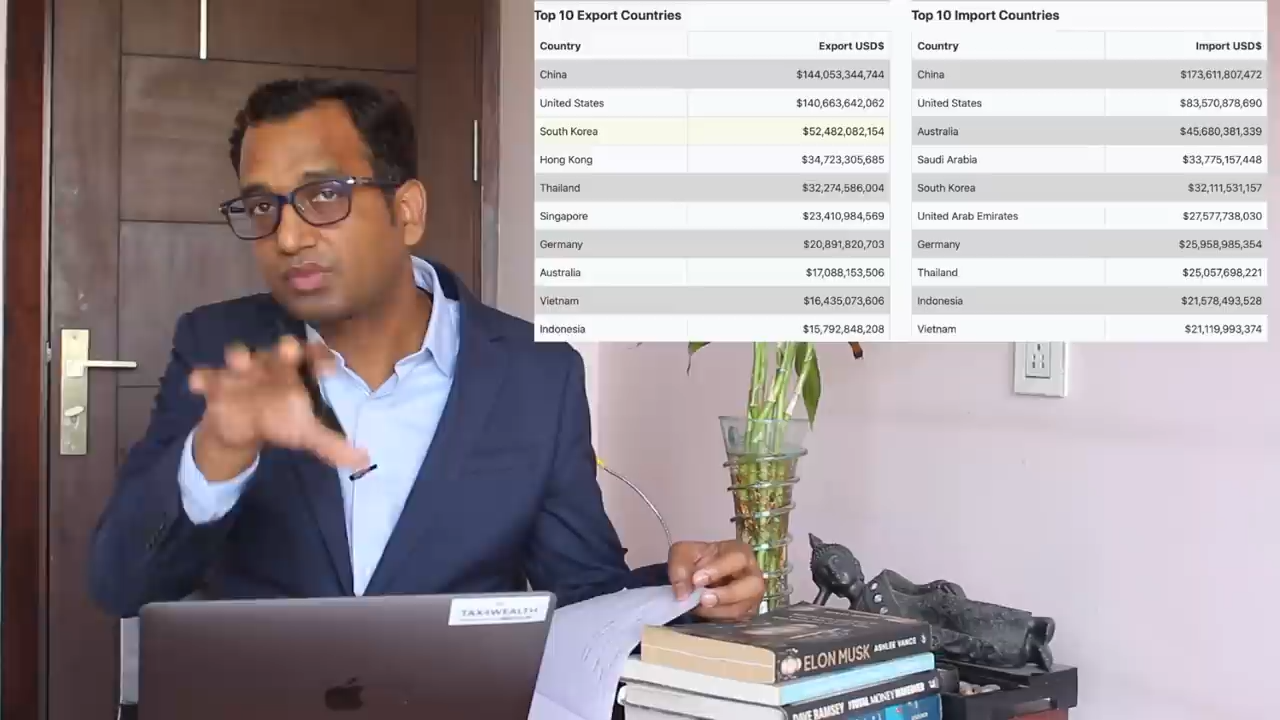 Top 10 Export Countries
Country Export USD$
China $144,053,344,744
United States $140,663,642,062
South Korea $52,482,082,154
Hong Kong $34,723,305,685
Thailand $32,274,586,004
Singapore $23,410,984,569
Germany $20,891,820,703
Australia $17,088,153,506
Vietnam $16,435,073,606
Indonesia $15,792,848,208
Top 10 Import Countries
Country Import USD$
China $173,611,807,472
United States $83,570,878,690
Australia $45,680,381,339
Saudi Arabia $33,775,157,448
South Korea $32,111,531,157
United Arab Emirates $27,577,738,030
Germany $25,958,985,354
Thailand $25,057,698,221
Indonesia $21,578,493,528
Vietnam $21,119,993,374
TAX4WEALTH
ELON MUSK ASHLEE VANCE
DAVE RAMSEY TOTAL MONEY MAKEOVER